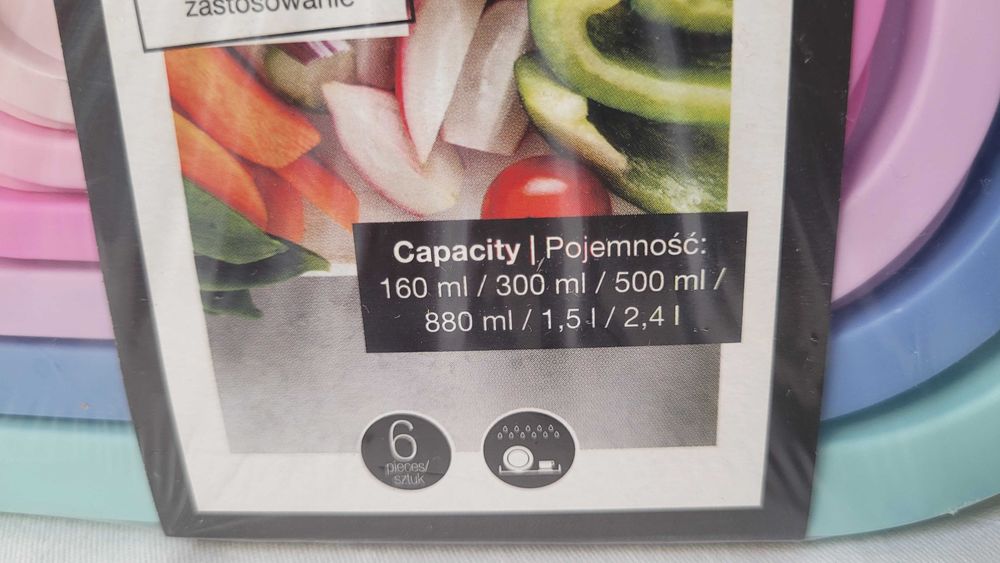 zastosowanie
Capacity | Pojemność:
160 ml / 300 ml / 500 ml /
880 ml / 1,5 l / 2,4 l
6
pieces/
sztuk